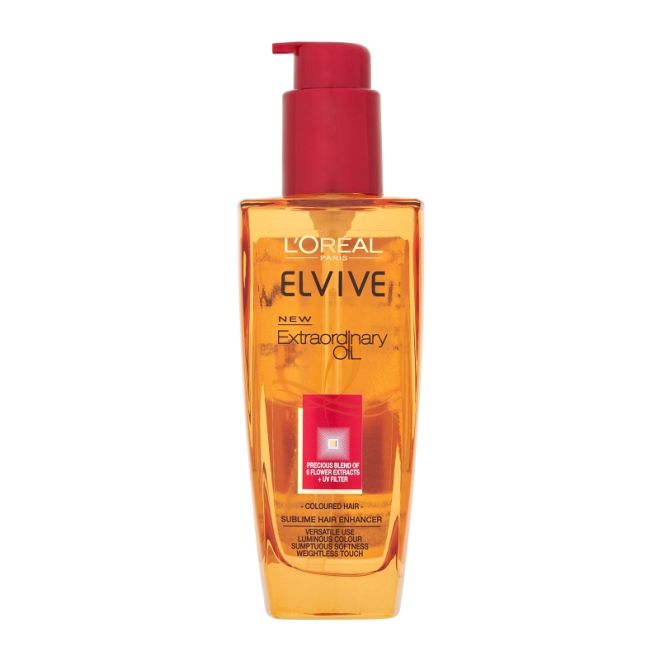 L'ORÉAL
PARIS
ELVIVE
NEW
Extraordinary
OIL
PRECIOUS BLEND OF
6 FLOWER EXTRACTS
+ UV FILTER
- COLOURED HAIR -
SUBLIME HAIR ENHANCER
VERSATILE USE
LUMINOUS COLOUR
SUMPTUOUS SOFTNESS
WEIGHTLESS TOUCH